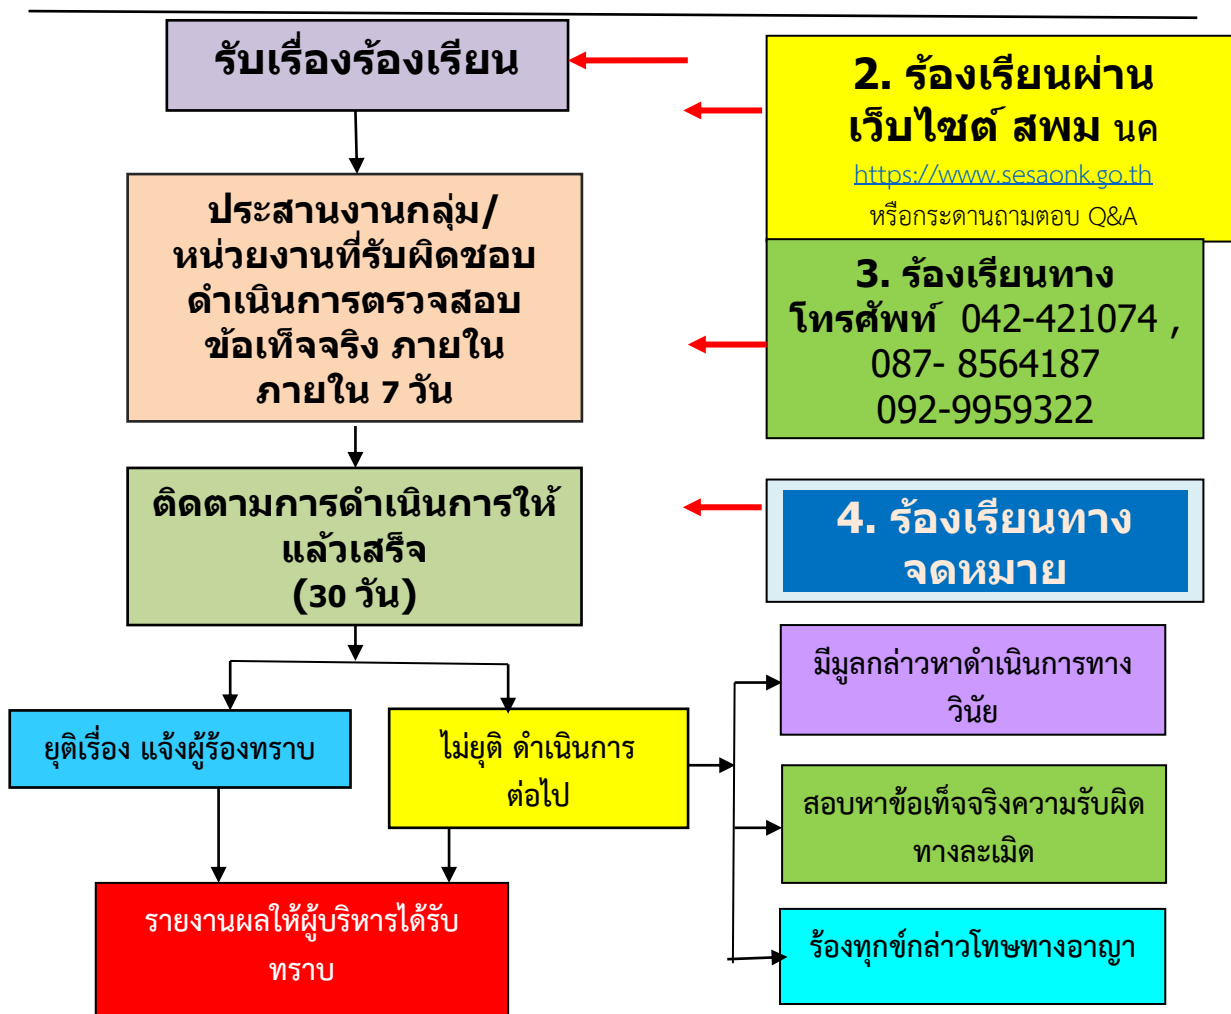 รับเรื่องร้องเรียน
2. ร้องเรียนผ่าน
เว็บไซต์ สพม นค
https://www.sesaonk.go.th
หรือกระดานถามตอบ Q&A
ประสานงานกลุ่ม/
หน่วยงานที่รับผิดชอบ
ดำเนินการตรวจสอบ
ข้อเท็จจริง ภายใน
ภายใน 7 วัน
3. ร้องเรียนทาง
โทรศัพท์ 042-421074 ,
087- 8564187
092-9959322
ติดตามการดำเนินการให้
แล้วเสร็จ
(30 วัน)
4. ร้องเรียนทาง
จดหมาย
ยุติเรื่อง แจ้งผู้ร้องทราบ
ไม่ยุติ ดำเนินการ
ต่อไป
มีมูลกล่าวหาดำเนินการทาง
วินัย
สอบหาข้อเท็จจริงความรับผิด
ทางละเมิด
ร้องทุกข์กล่าวโทษทางอาญา
รายงานผลให้ผู้บริหารได้รับ
ทราบ